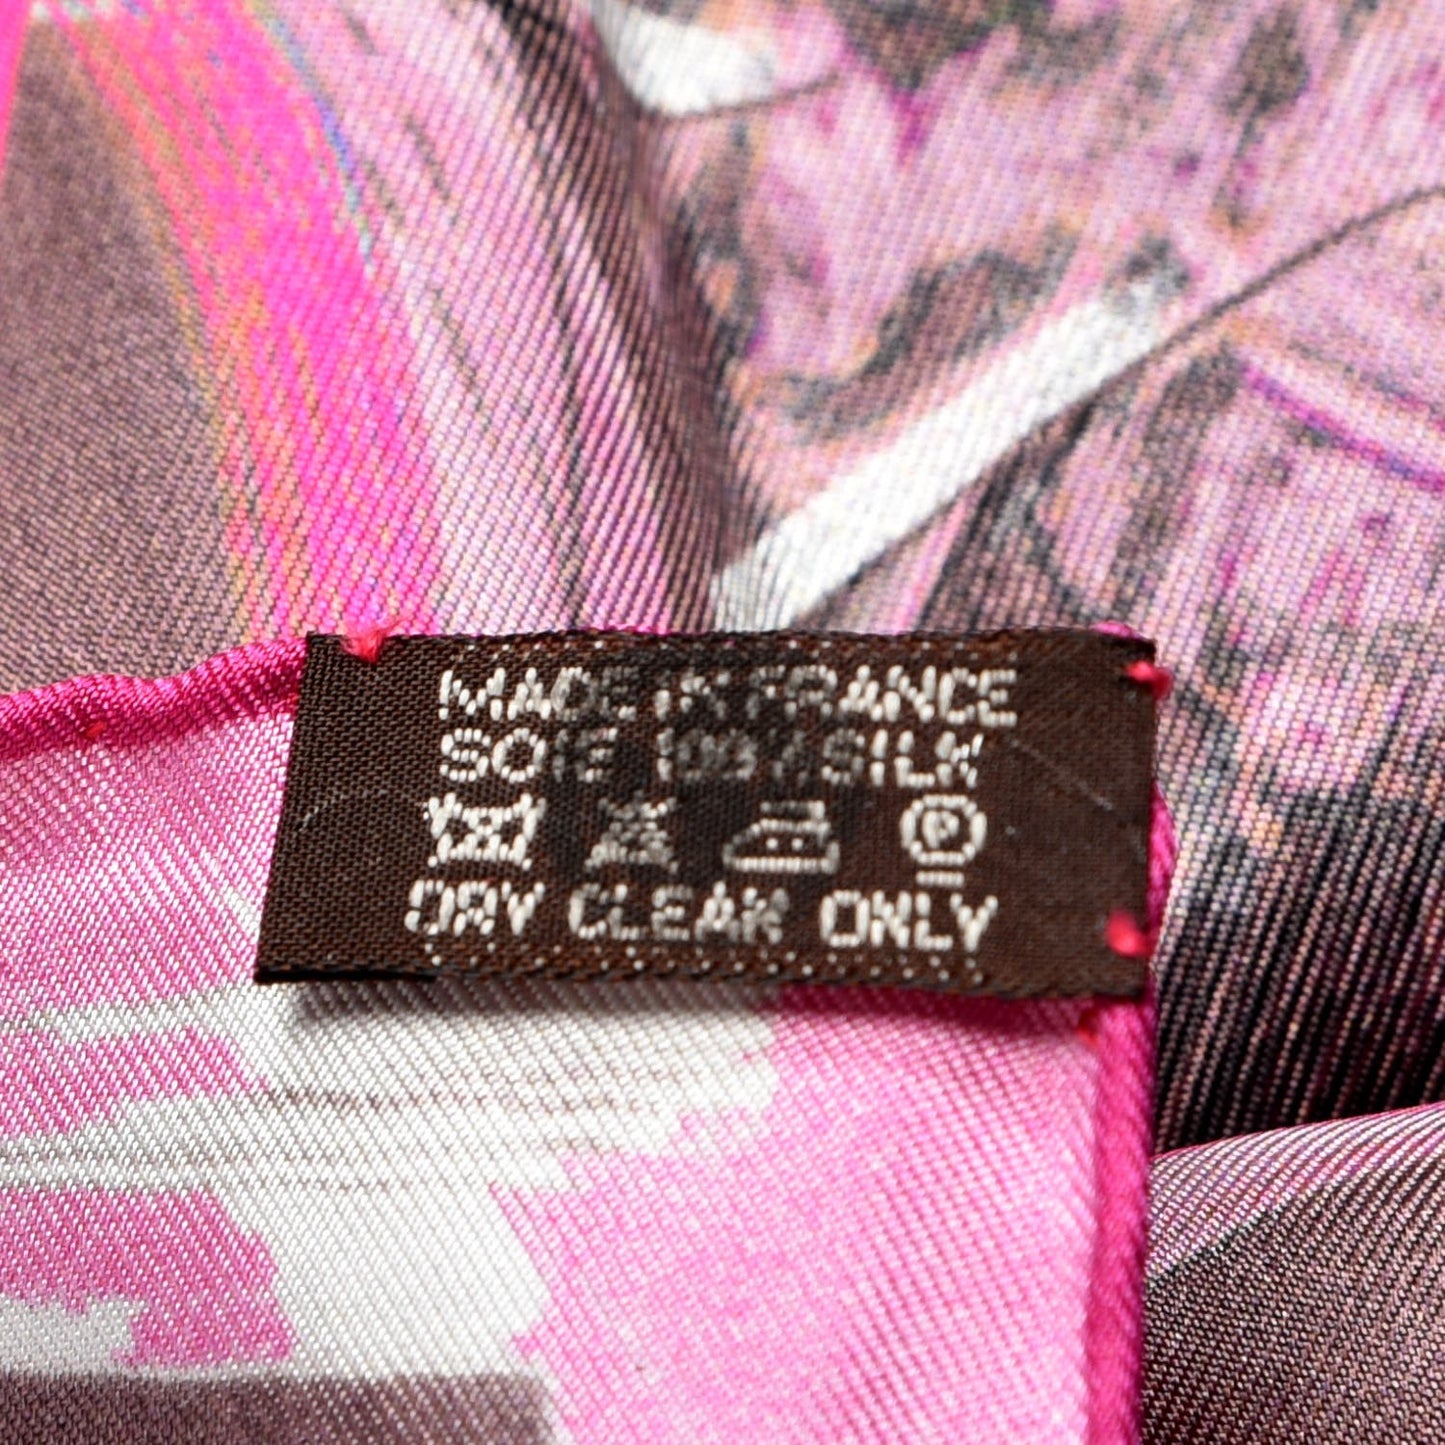 MADE IN FRANCE
SOIE 100% SILK
P
DRY CLEAN ONLY